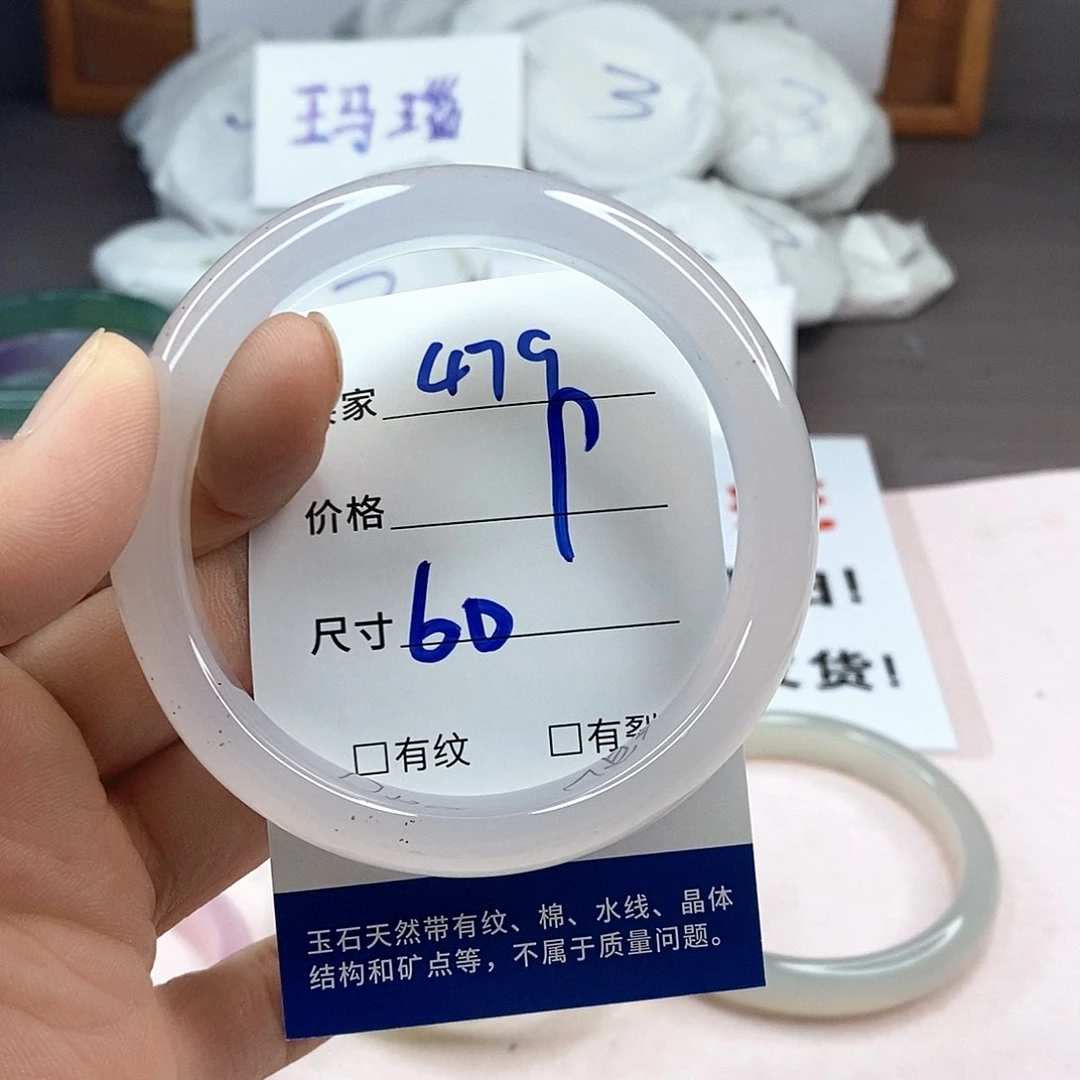 玛瑙
3
3
家 479
价格
尺寸 60
□有纹 □有裂
玉石天然带有纹、棉、水线、晶体
结构和矿点等，不属于质量问题。
货!